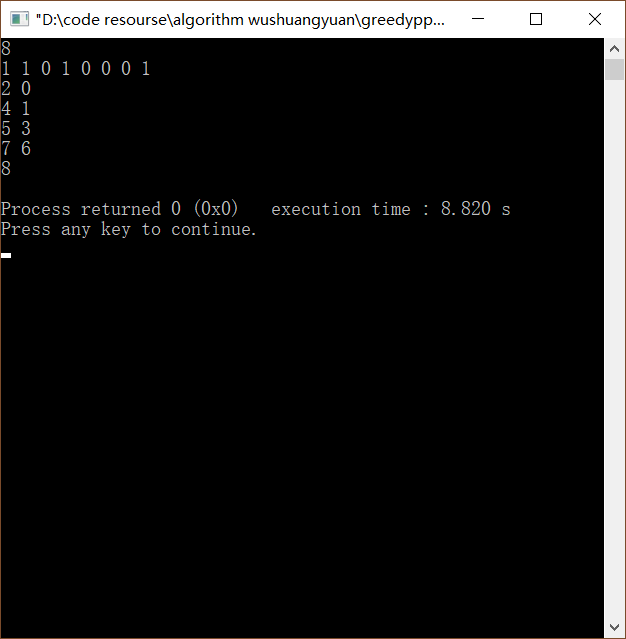 "D:\code resourse\algorithm wushuangyuan\greedypp...
8
1 1 0 1 0 0 0 1
2 0
4 1
5 3
7 6
8
Process returned 0 (0x0)   execution time : 8.820 s
Press any key to continue.